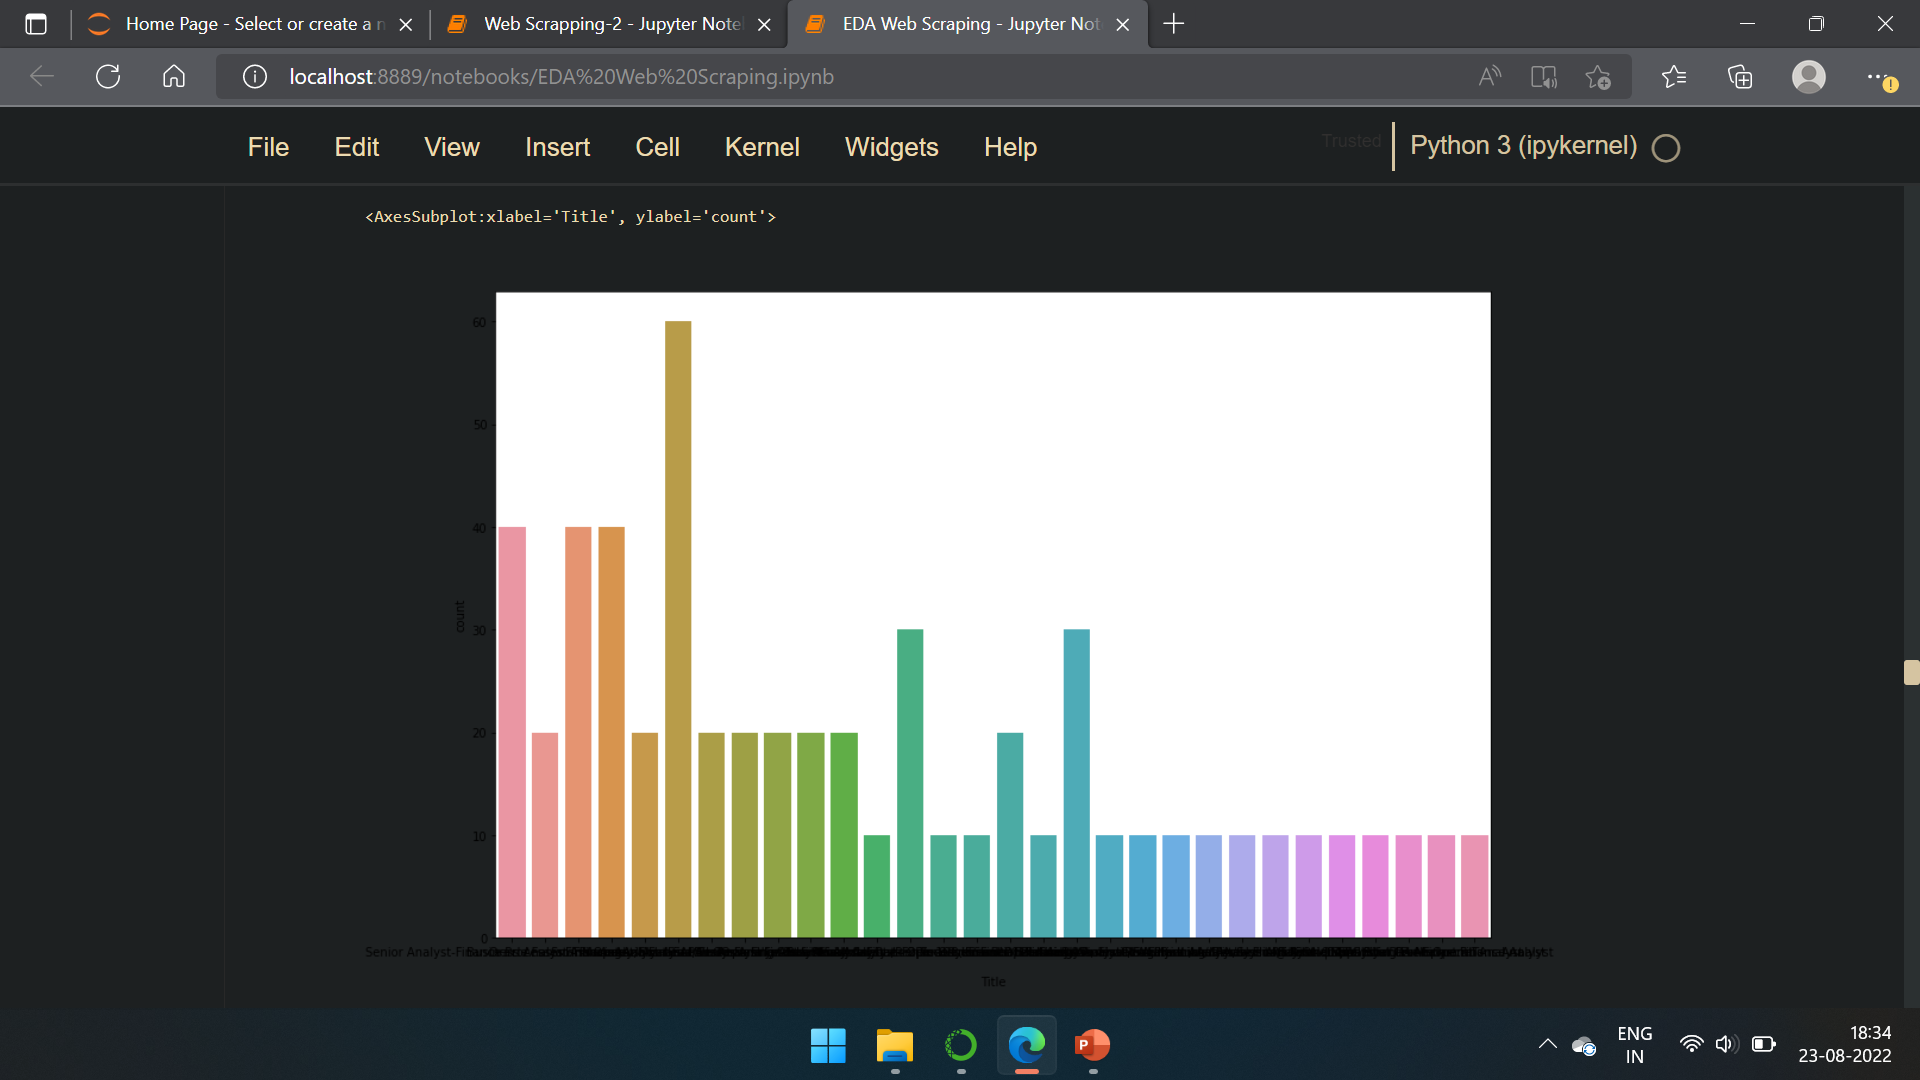 Home Page - Select or create a n
Web Scrapping-2 - Jupyter Note
EDA Web Scraping - Jupyter Not
localhost:8889/notebooks/EDA%20Web%20Scraping.ipynb
File Edit View Insert Cell Kernel Widgets Help Trusted Python 3 (ipykernel)
<AxesSubplot:xlabel='Title', ylabel='count'>
60
50
40
count
30
20
10
0
Senior Analyst-
Title
ENG
IN
18:34
23-08-2022